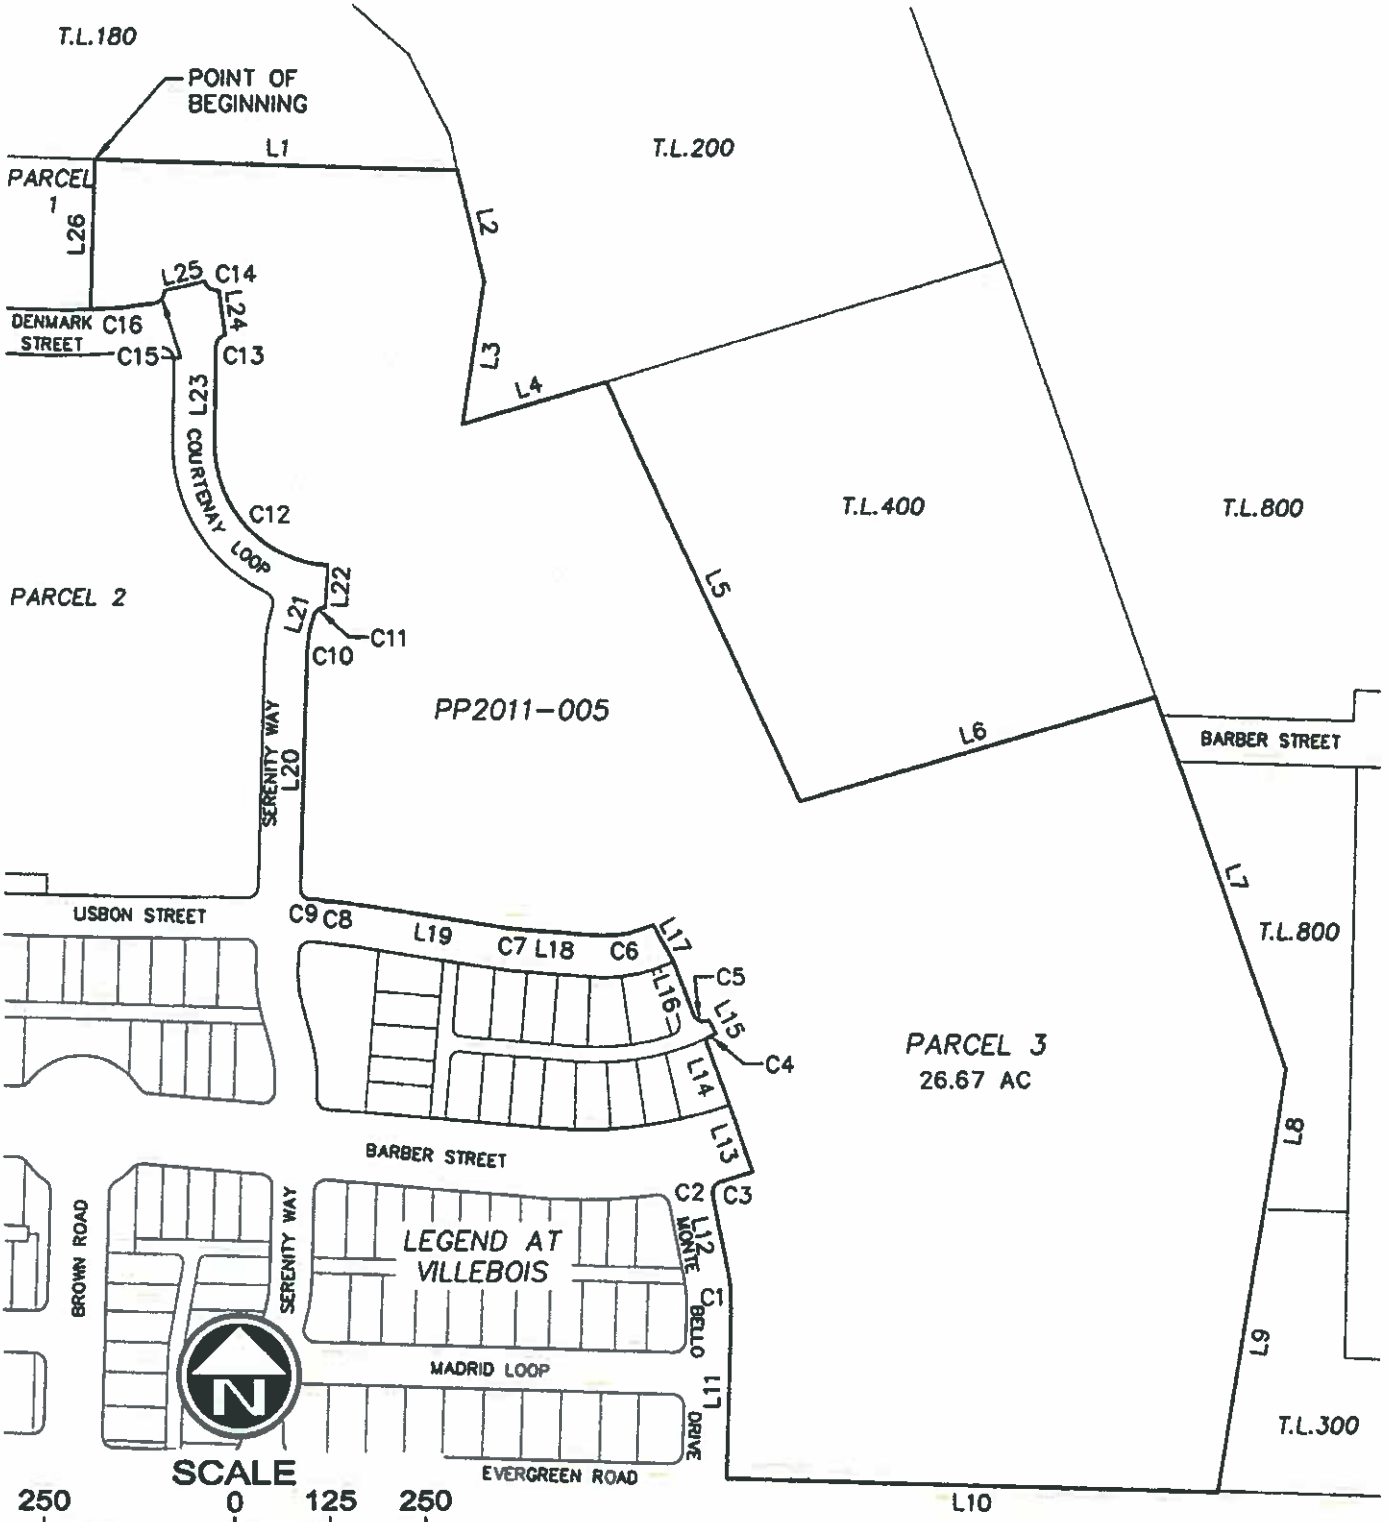 T.L.180
POINT OF
BEGINNING
L1
T.L.200
PARCEL
1
L26
L2
L25
C14
L24
DENMARK
STREET
C16
C15
C13
L3
L4
L23
COURTENAY LOOP
C12
T.L.400
T.L.800
L5
PARCEL 2
L22
L21
C11
C10
PP2011-005
SERENITY WAY
L20
L6
BARBER STREET
L7
LISBON STREET
C9
C8
L19
C7
L18
C6
L17
T.L.800
C5
L16
L15
C4
PARCEL 3
26.67 AC
L14
L13
L8
BARBER STREET
C2
C3
BROWN ROAD
SERENITY WAY
LEGEND AT
VILLEBOIS
L12
BELLO MONTE DRIVE
C1
L9
MADRID LOOP
L11
N
T.L.300
SCALE
EVERGREEN ROAD
L10
250 0 125 250